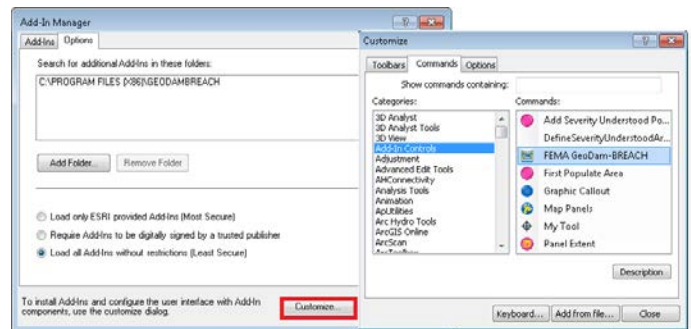 Add-In Manager
Add-Ins
Options
Search for additional Add-Ins in these folders:
C:\PROGRAM FILES (X86)\GEODAMBREACH
Add Folder...
Remove Folder
Load only ESRI provided Add-Ins (Most Secure)
Require Add-Ins to be digitally signed by a trusted publisher
Load all Add-Ins without restrictions (Least Secure)
To install Add-Ins and configure the user interface with Add-In
components, use the customize dialog.
Customize...
Customize
Toolbars
Commands
Options
Show commands containing:
Categories:
3D Analyst
3D Analyst Tools
3D View
Add-In Controls
Adjustment
Advanced Edit Tools
AHConnectivity
Analysis Tools
Animation
ApUtilities
Arc Hydro Tools
ArcGIS Online
ArcScan
ArcToolbox
Commands:
Add Severity Understood Po...
DefineSeverityUnderstoodAr...
FEMA GeoDam-BREACH
First Populate Area
Graphic Callout
Map Panels
My Tool
Panel Extent
Description
Keyboard...
Add from file...
Close